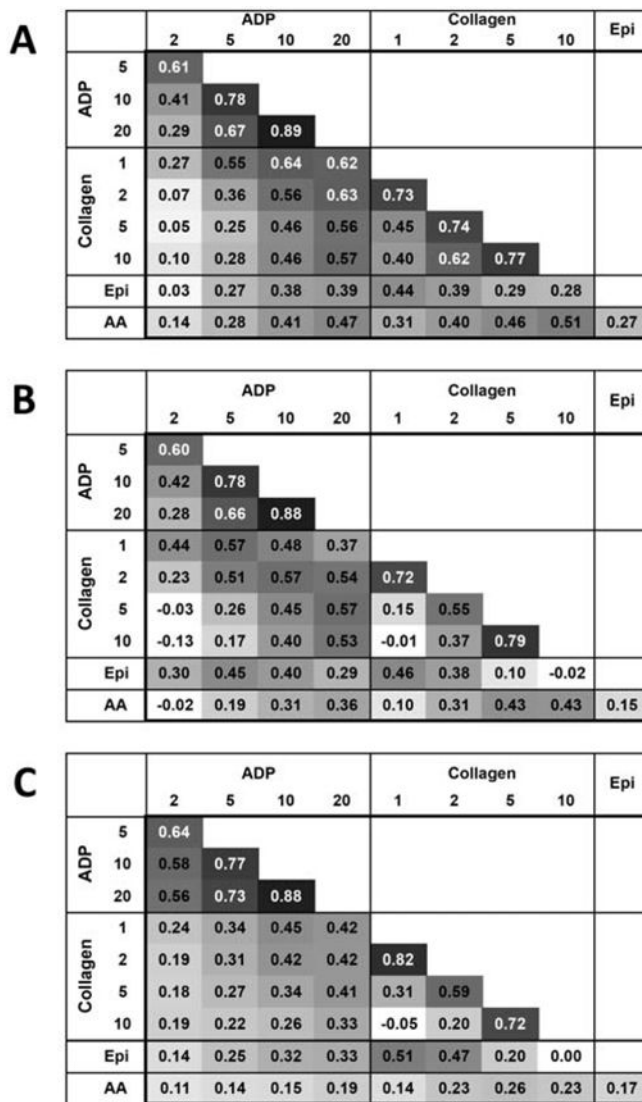 A
ADP Collagen Epi
2 5 10 20 1 2 5 10
ADP
5 0.61
10 0.41 0.78
20 0.29 0.67 0.89
Collagen
1 0.27 0.55 0.64 0.62
2 0.07 0.36 0.56 0.63 0.73
5 0.05 0.25 0.46 0.56 0.45 0.74
10 0.10 0.28 0.46 0.57 0.40 0.62 0.77
Epi 0.03 0.27 0.38 0.39 0.44 0.39 0.29 0.28
AA 0.14 0.28 0.41 0.47 0.31 0.40 0.46 0.51 0.27
B
ADP Collagen Epi
2 5 10 20 1 2 5 10
ADP
5 0.60
10 0.42 0.78
20 0.28 0.66 0.88
Collagen
1 0.44 0.57 0.48 0.37
2 0.23 0.51 0.57 0.54 0.72
5 -0.03 0.26 0.45 0.57 0.15 0.55
10 -0.13 0.17 0.40 0.53 -0.01 0.37 0.79
Epi 0.30 0.45 0.40 0.29 0.46 0.38 0.10 -0.02
AA -0.02 0.19 0.31 0.36 0.10 0.31 0.43 0.43 0.15
C
ADP Collagen Epi
2 5 10 20 1 2 5 10
ADP
5 0.64
10 0.58 0.77
20 0.56 0.73 0.88
Collagen
1 0.24 0.34 0.45 0.42
2 0.19 0.31 0.42 0.42 0.82
5 0.18 0.27 0.34 0.41 0.31 0.59
10 0.19 0.22 0.26 0.33 -0.05 0.20 0.72
Epi 0.14 0.25 0.32 0.33 0.51 0.47 0.20 0.00
AA 0.11 0.14 0.15 0.19 0.14 0.23 0.26 0.23 0.17